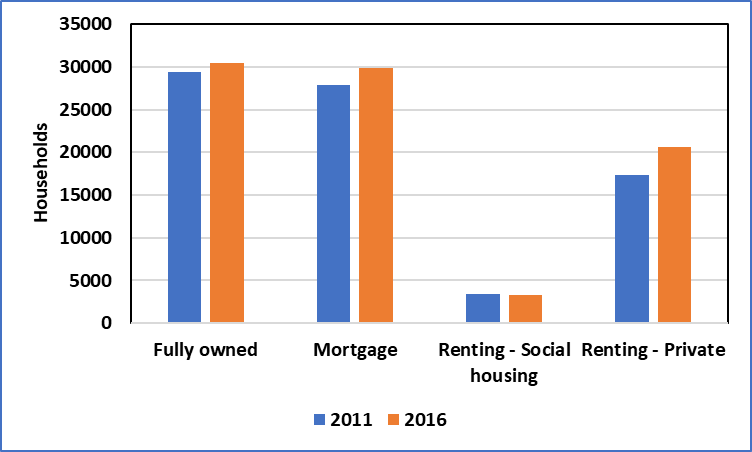 35000
30000
25000
20000
15000
10000
5000
0
Households
Fully owned
Mortgage
Renting - Social
housing
Renting - Private
2011
2016